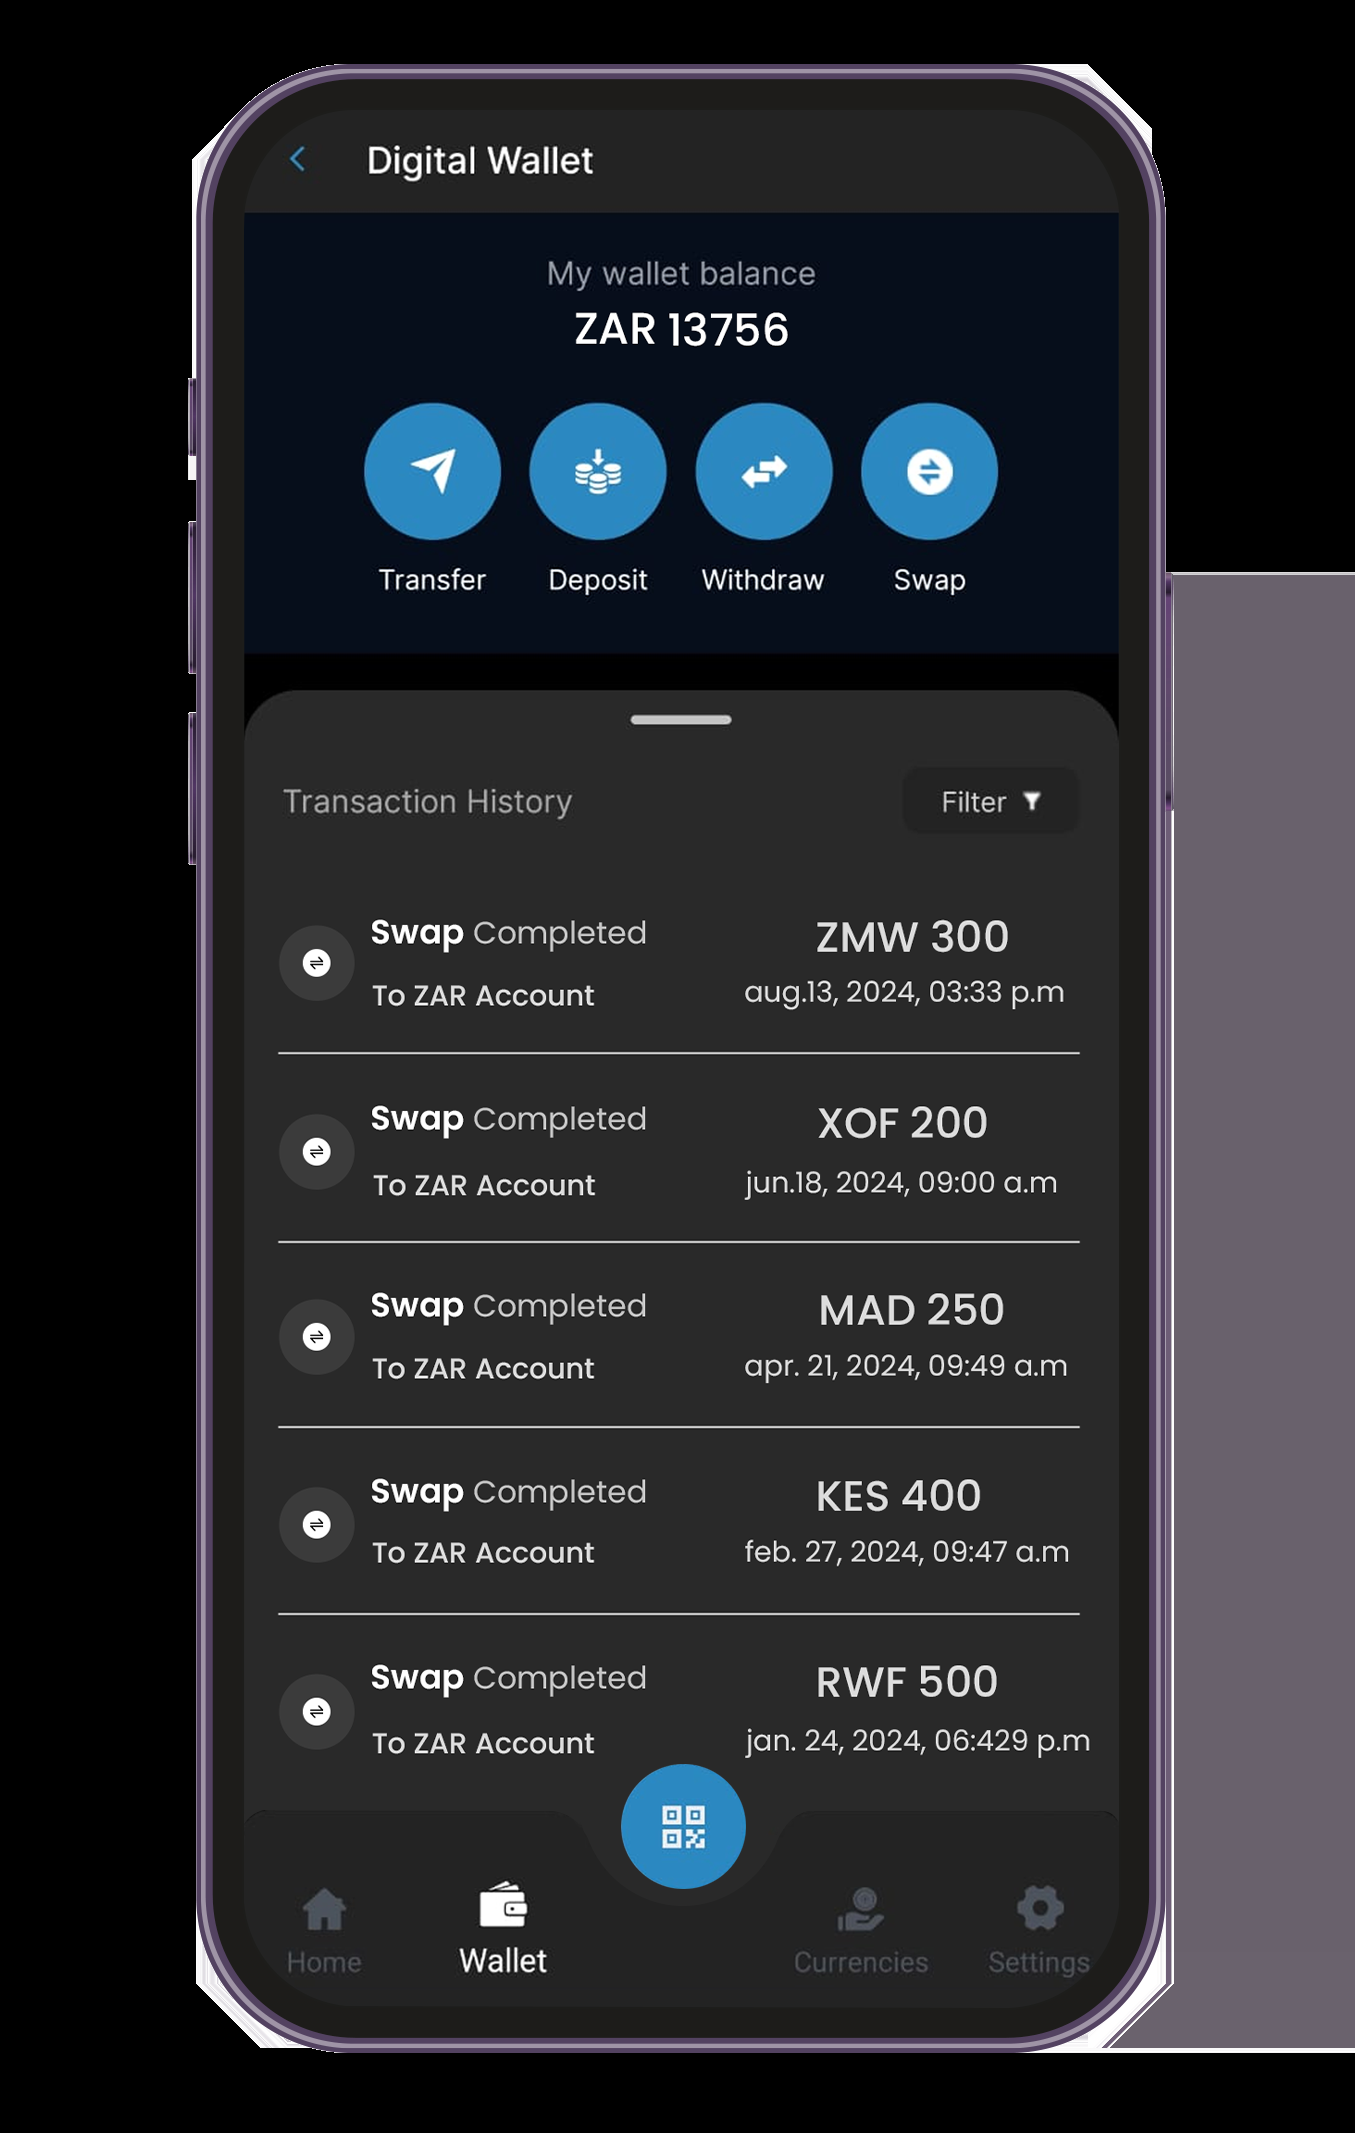 Digital Wallet
My wallet balance
ZAR 13756
Transfer Deposit Withdraw Swap
Transaction History Filter
Swap Completed ZMW 300
To ZAR Account aug.13, 2024, 03:33 p.m
Swap Completed XOF 200
To ZAR Account jun.18, 2024, 09:00 a.m
Swap Completed MAD 250
To ZAR Account apr. 21, 2024, 09:49 a.m
Swap Completed KES 400
To ZAR Account feb. 27, 2024, 09:47 a.m
Swap Completed RWF 500
To ZAR Account jan. 24, 2024, 06:429 p.m
Home Wallet Currencies Settings